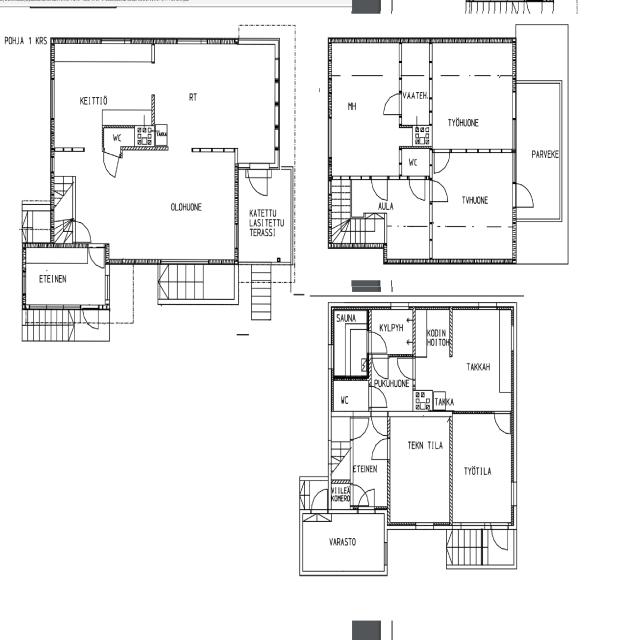 POHJA 1 KRS
KEITTIÖ
RT
WC
TAKKA
OLOHUONE
KATETTU
LASITETTU
TERASSI
ETEINEN
MH
VAATEH.
TYÖHUONE
WC
PARVEKE
AULA
TVHUONE
SAUNA
KYLPYH
KODIN
HOITOH
TAKKAH
PUKUHUONE
WC
TAKKA
TEKN TILA
ETEINEN
TYÖTILA
VIILEÄ
KOMERO
VARASTO